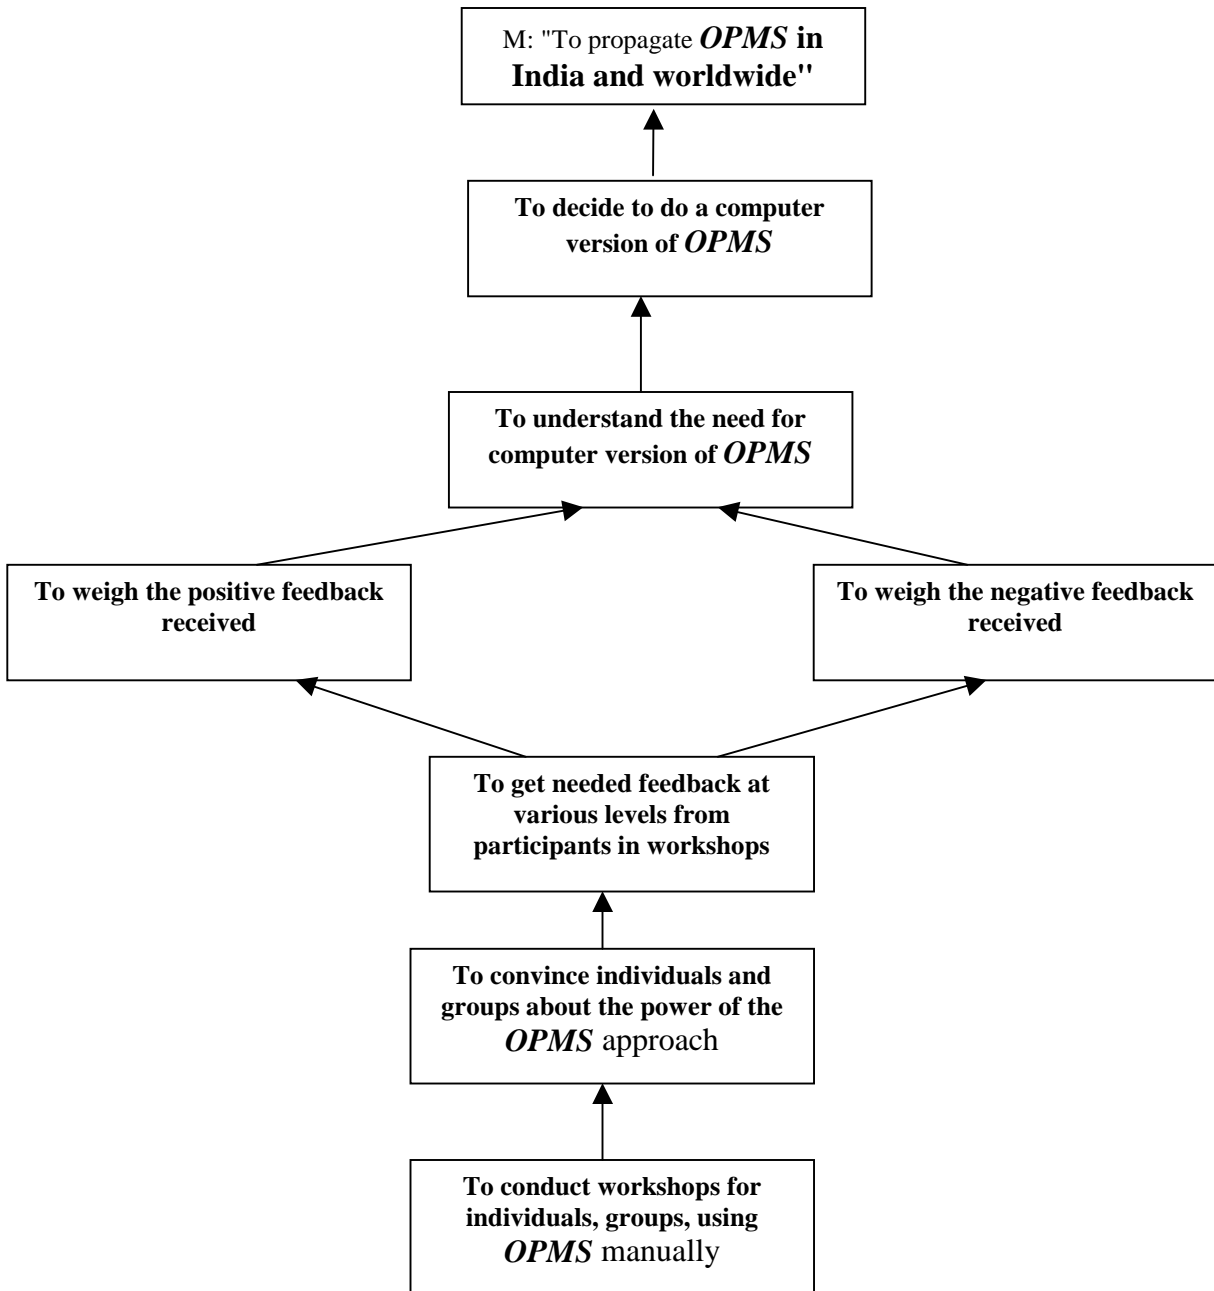 M: "To propagate OPMS in
India and worldwide"
To decide to do a computer
version of OPMS
To understand the need for
computer version of OPMS
To weigh the positive feedback
received
To weigh the negative feedback
received
To get needed feedback at
various levels from
participants in workshops
To convince individuals and
groups about the power of the
OPMS approach
To conduct workshops for
individuals, groups, using
OPMS manually